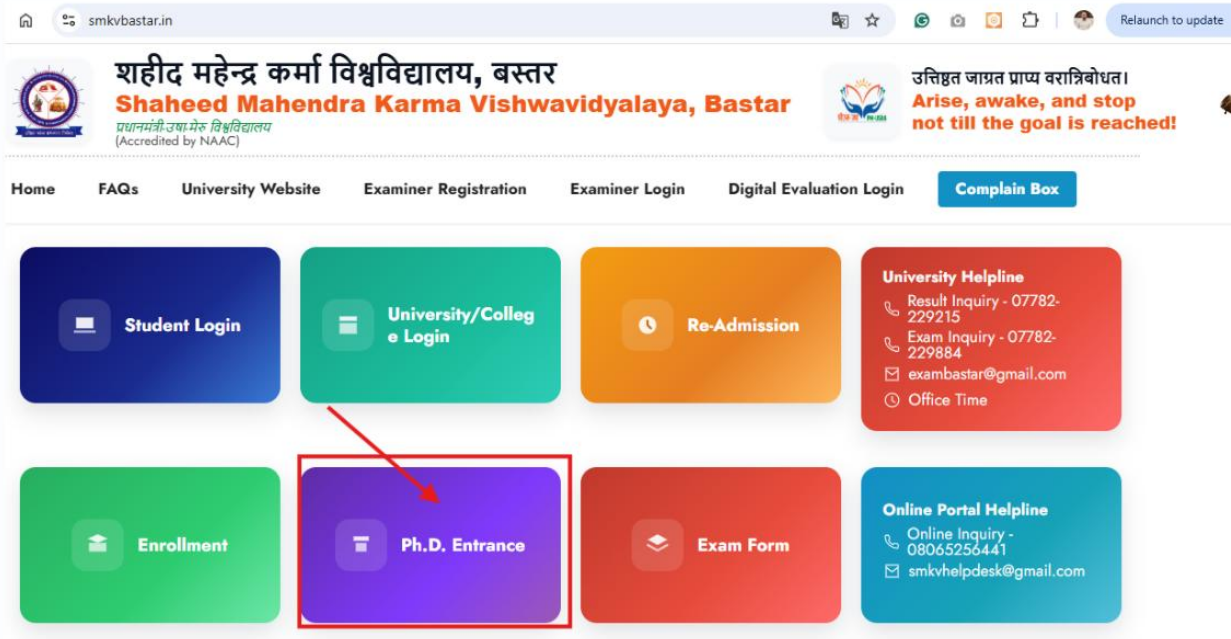 smkvbastar.in
Relaunch to update
शहीद महेन्द्र कर्मा विश्वविद्यालय, बस्तर
Shaheed Mahendra Karma Vishwavidyalaya, Bastar
प्रधानमंत्री-उषा-मेरु विश्वविद्यालय
(Accredited by NAAC)
उत्तिष्ठत जाग्रत प्राप्य वरान्निबोधत।
Arise, awake, and stop
not till the goal is reached!
Home FAQs University Website Examiner Registration Examiner Login Digital Evaluation Login Complain Box
Student Login
University/Colleg
e Login
Re-Admission
University Helpline
Result Inquiry - 07782-
229215
Exam Inquiry - 07782-
229884
exambastar@gmail.com
Office Time
Enrollment
Ph.D. Entrance
Exam Form
Online Portal Helpline
Online Inquiry -
08065256441
smkvhelpdesk@gmail.com